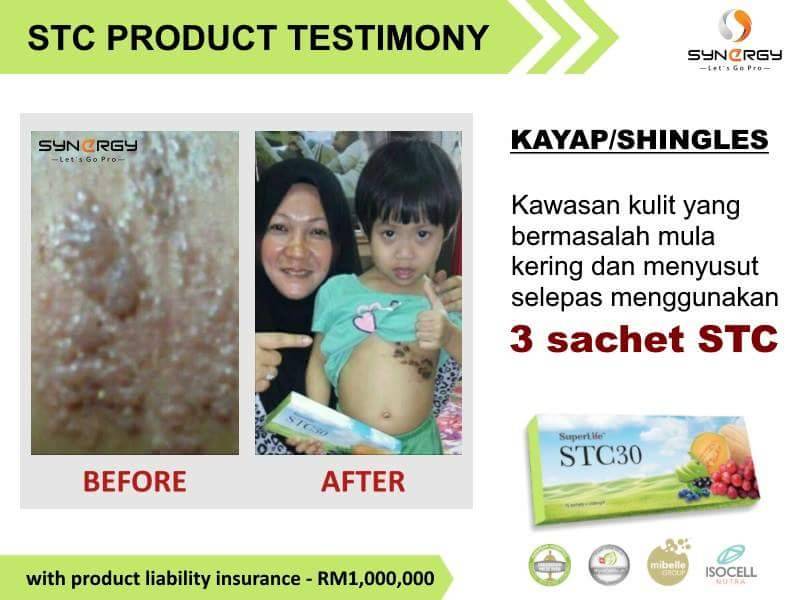 STC PRODUCT TESTIMONY
SYNERGY
—Let's Go Pro—
SYNERGY
—Let's Go Pro—
STC30
BEFORE
AFTER
KAYAP/SHINGLES
Kawasan kulit yang
bermasalah mula
kering dan menyusut
selepas menggunakan
3 sachet STC
SuperLife™
STC30
mibelle
GROUP
ISOCELL
NUTRA
with product liability insurance - RM1,000,000